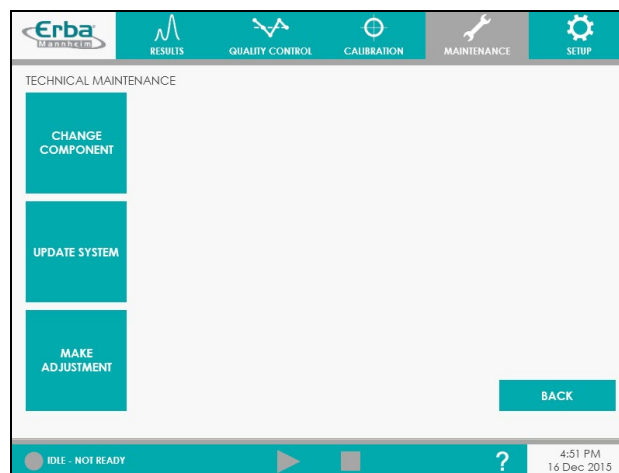 Erba
Mannheim
RESULTS
QUALITY CONTROL
CALIBRATION
MAINTENANCE
SETUP
TECHNICAL MAINTENANCE
CHANGE
COMPONENT
UPDATE SYSTEM
MAKE
ADJUSTMENT
BACK
IDLE - NOT READY
?
4:51 PM
16 Dec 2015